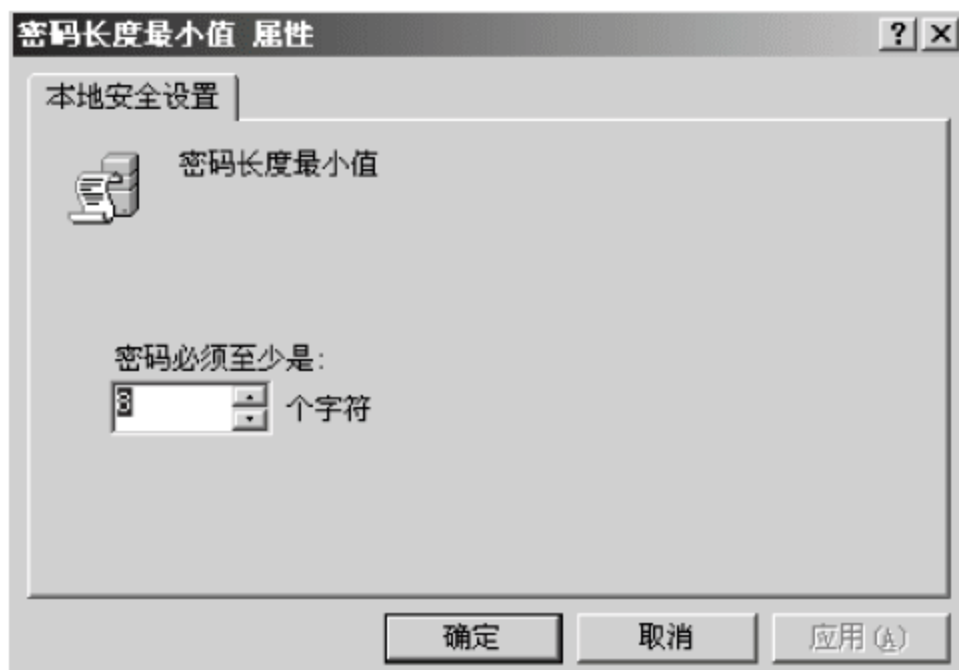 密码长度最小值 属性
本地安全设置
密码长度最小值
密码必须至少是:
8 个字符
确定 取消 应用(A)